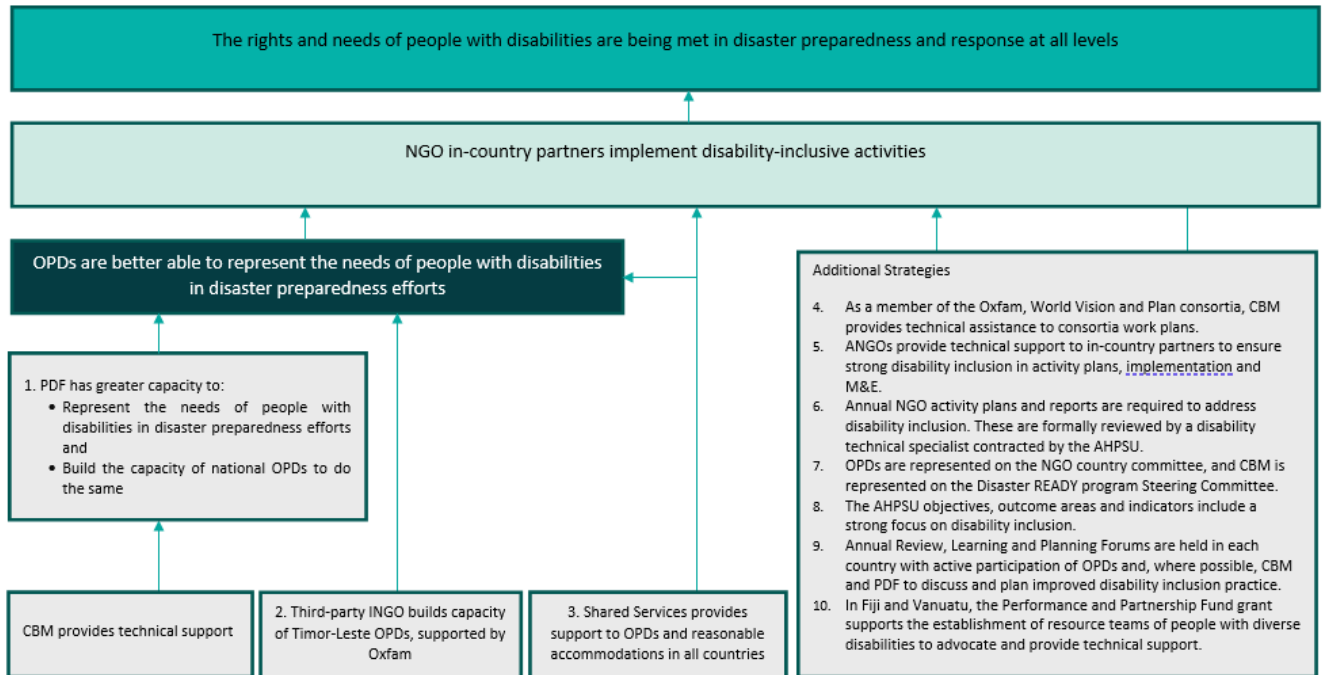 The rights and needs of people with disabilities are being met in disaster preparedness and response at all levels
NGO in-country partners implement disability-inclusive activities
OPDs are better able to represent the needs of people with disabilities
in disaster preparedness efforts
1. PDF has greater capacity to:
• Represent the needs of people with
disabilities in disaster preparedness efforts
and
• Build the capacity of national OPDs to do
the same
CBM provides technical support
2. Third-party INGO builds capacity
of Timor-Leste OPDs, supported by
Oxfam
3. Shared Services provides
support to OPDs and reasonable
accommodations in all countries
Additional Strategies
4. As a member of the Oxfam, World Vision and Plan consortia, CBM
provides technical assistance to consortia work plans.
5. ANGOs provide technical support to in-country partners to ensure
strong disability inclusion in activity plans, implementation and
M&E.
6. Annual NGO activity plans and reports are required to address
disability inclusion. These are formally reviewed by a disability
technical specialist contracted by the AHPSU.
7. OPDs are represented on the NGO country committee, and CBM is
represented on the Disaster READY program Steering Committee.
8. The AHPSU objectives, outcome areas and indicators include a
strong focus on disability inclusion.
9. Annual Review, Learning and Planning Forums are held in each
country with active participation of OPDs and, where possible, CBM
and PDF to discuss and plan improved disability inclusion practice.
10. In Fiji and Vanuatu, the Performance and Partnership Fund grant
supports the establishment of resource teams of people with diverse
disabilities to advocate and provide technical support.